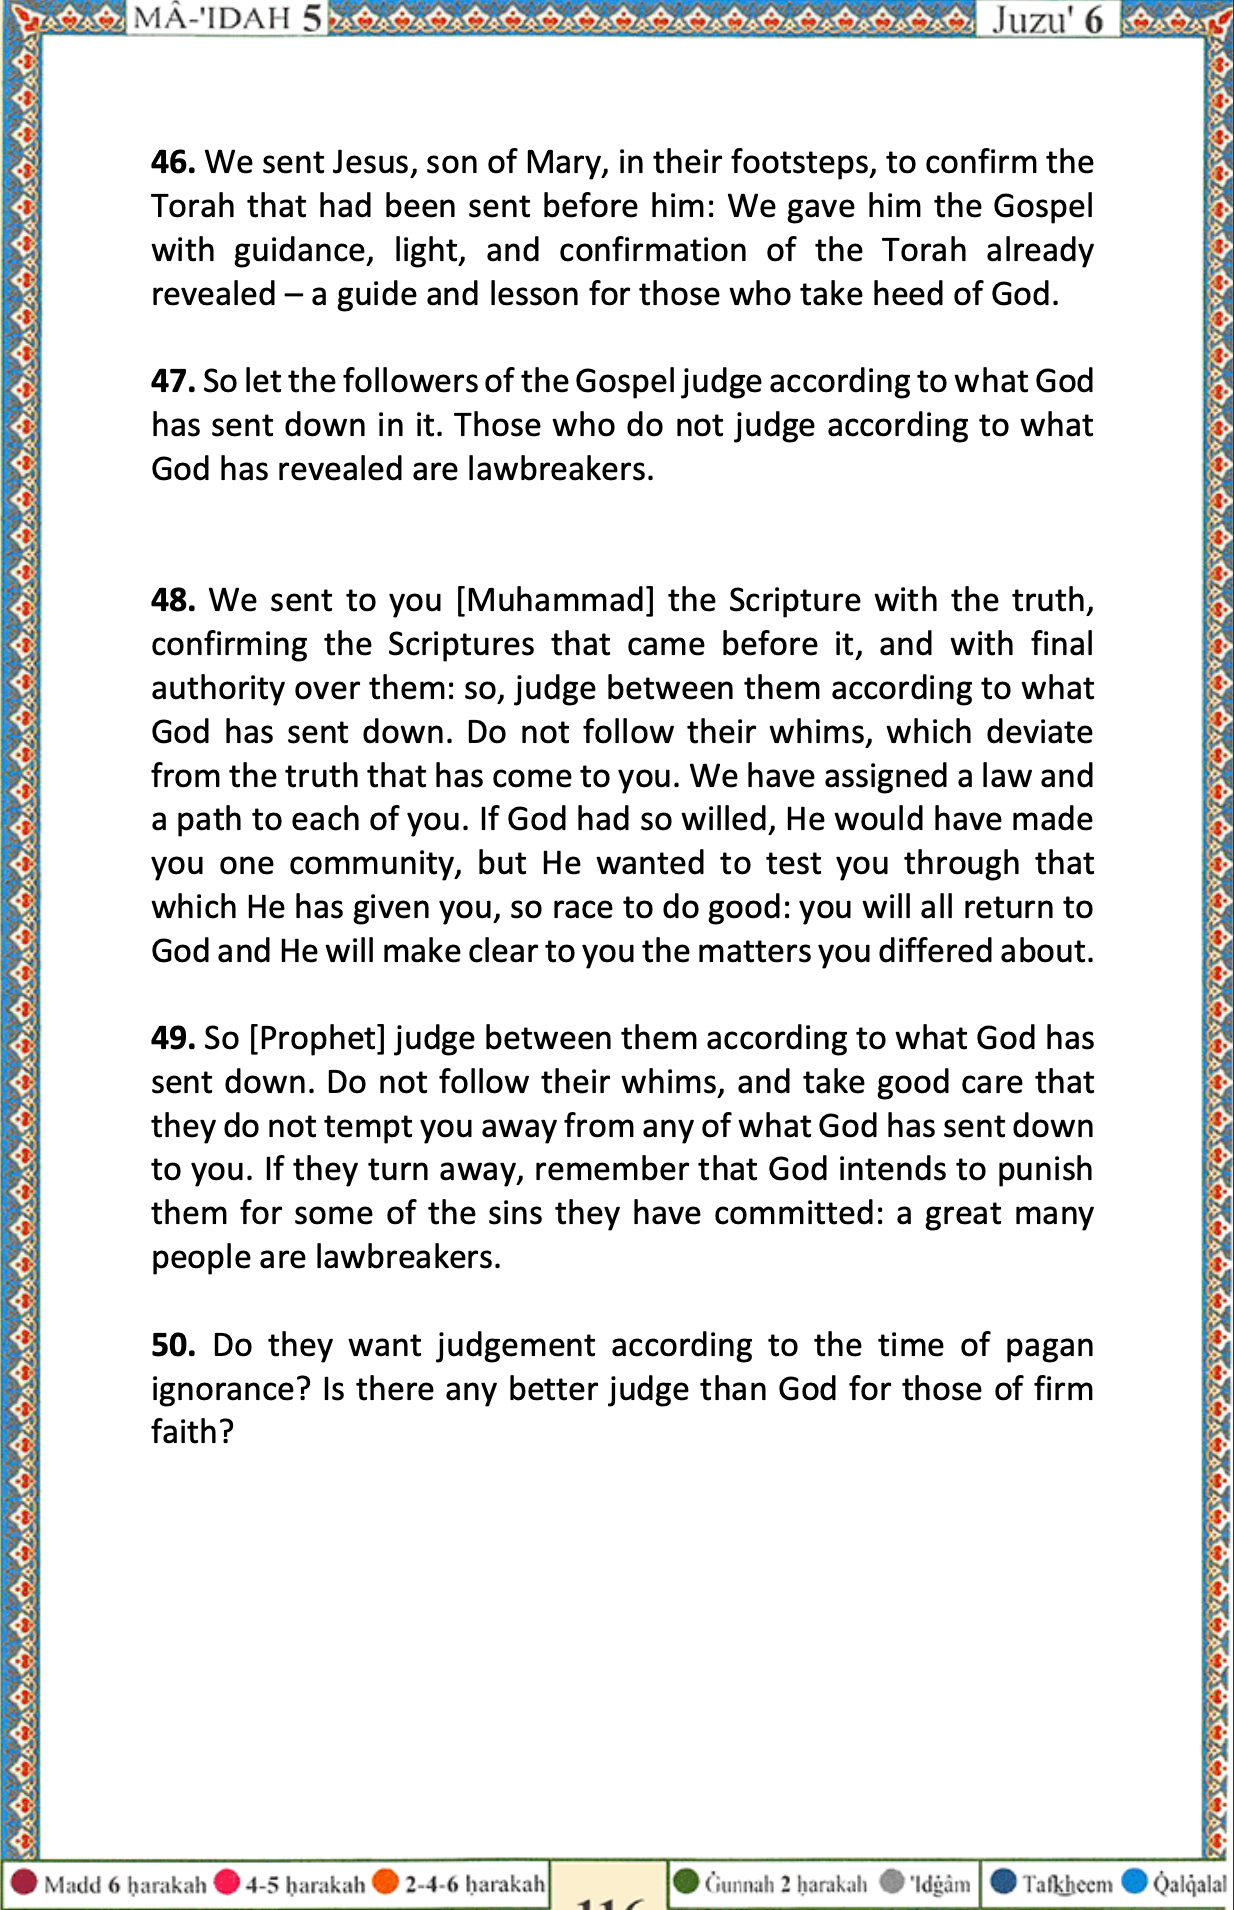 MÂ-'IDAH 5
Juzu' 6
46. We sent Jesus, son of Mary, in their footsteps, to confirm the
Torah that had been sent before him: We gave him the Gospel
with guidance, light, and confirmation of the Torah already
revealed – a guide and lesson for those who take heed of God.
47. So let the followers of the Gospel judge according to what God
has sent down in it. Those who do not judge according to what
God has revealed are lawbreakers.
48. We sent to you [Muhammad] the Scripture with the truth,
confirming the Scriptures that came before it, and with final
authority over them: so, judge between them according to what
God has sent down. Do not follow their whims, which deviate
from the truth that has come to you. We have assigned a law and
a path to each of you. If God had so willed, He would have made
you one community, but He wanted to test you through that
which He has given you, so race to do good: you will all return to
God and He will make clear to you the matters you differed about.
49. So [Prophet] judge between them according to what God has
sent down. Do not follow their whims, and take good care that
they do not tempt you away from any of what God has sent down
to you. If they turn away, remember that God intends to punish
them for some of the sins they have committed: a great many
people are lawbreakers.
50. Do they want judgement according to the time of pagan
ignorance? Is there any better judge than God for those of firm
faith?
Madd 6 ḥarakah 4-5 ḥarakah 2-4-6 ḥarakah 116 Ġunnah 2 ḥarakah 'Idġâm Tafkheem Q̇alq̇alal